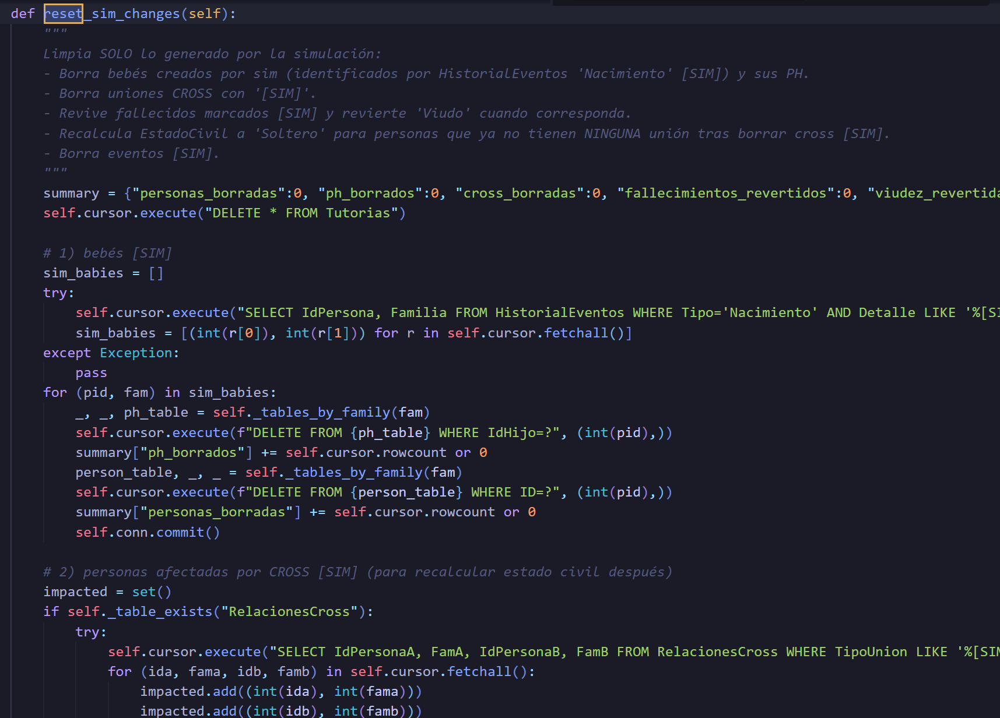 def reset_sim_changes(self):
    """
    Limpia SOLO lo generado por la simulación:
    - Borra bebés creados por sim (identificados por HistorialEventos 'Nacimiento' [SIM]) y sus PH.
    - Borra uniones CROSS con '[SIM]'.
    - Revive fallecidos marcados [SIM] y revierte 'Viudo' cuando corresponda.
    - Recalcula EstadoCivil a 'Soltero' para personas que ya no tienen NINGUNA unión tras borrar cross [SIM].
    - Borra eventos [SIM].
    """
    summary = {"personas_borradas":0, "ph_borrados":0, "cross_borradas":0, "fallecimientos_revertidos":0, "viudez_revertida
    self.cursor.execute("DELETE * FROM Tutorias")

    # 1) bebés [SIM]
    sim_babies = []
    try:
        self.cursor.execute("SELECT IdPersona, Familia FROM HistorialEventos WHERE Tipo='Nacimiento' AND Detalle LIKE '%[SI
        sim_babies = [(int(r[0]), int(r[1])) for r in self.cursor.fetchall()]
    except Exception:
        pass
    for (pid, fam) in sim_babies:
        _, _, ph_table = self._tables_by_family(fam)
        self.cursor.execute(f"DELETE FROM {ph_table} WHERE IdHijo=?", (int(pid),))
        summary["ph_borrados"] += self.cursor.rowcount or 0
        person_table, _, _ = self._tables_by_family(fam)
        self.cursor.execute(f"DELETE FROM {person_table} WHERE ID=?", (int(pid),))
        summary["personas_borradas"] += self.cursor.rowcount or 0
        self.conn.commit()

    # 2) personas afectadas por CROSS [SIM] (para recalcular estado civil después)
    impacted = set()
    if self._table_exists("RelacionesCross"):
        try:
            self.cursor.execute("SELECT IdPersonaA, FamA, IdPersonaB, FamB FROM RelacionesCross WHERE TipoUnion LIKE '%[SIM
            for (ida, fama, idb, famb) in self.cursor.fetchall():
                impacted.add((int(ida), int(fama)))
                impacted.add((int(idb), int(famb)))